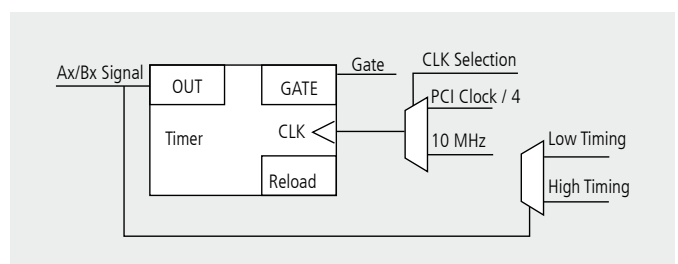 Ax/Bx Signal
OUT
GATE
Gate
CLK Selection
PCI Clock / 4
Timer
CLK
10 MHz
Low Timing
Reload
High Timing